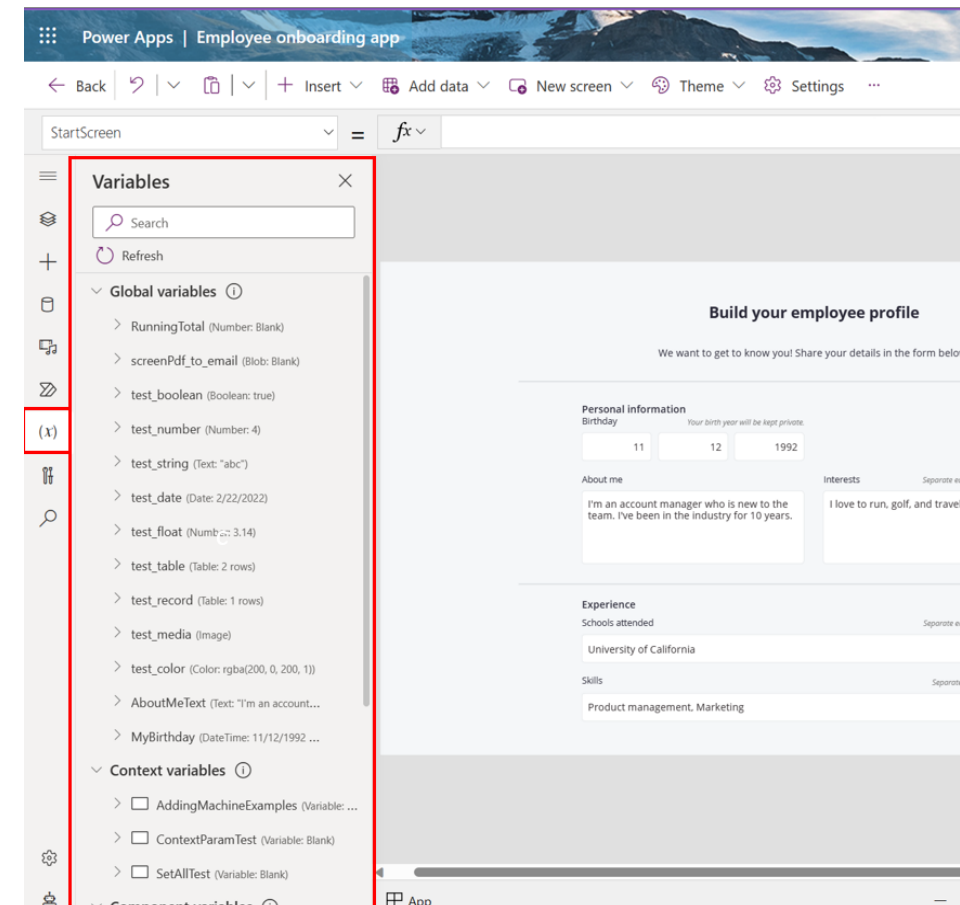 Power Apps | Employee onboarding app
Back
Insert
Add data
New screen
Theme
Settings
...
StartScreen
=
fx
Variables
Search
Refresh
Global variables
RunningTotal (Number: Blank)
screenPdf_to_email (Blob: Blank)
test_boolean (Boolean: true)
test_number (Number: 4)
test_string (Text: "abc")
test_date (Date: 2/22/2022)
test_float (Number: 3.14)
test_table (Table: 2 rows)
test_record (Table: 1 rows)
test_media (Image)
test_color (Color: rgba(200, 0, 200, 1))
AboutMeText (Text: "I'm an account...
MyBirthday (DateTime: 11/12/1992 ...
Context variables
AddingMachineExamples (Variable: ...
ContextParamTest (Variable: Blank)
SetAllTest (Variable: Blank)
Component variables
(x)
Build your employee profile
We want to get to know you! Share your details in the form belo
Personal information
Birthday
Your birth year will be kept private.
11
12
1992
About me
I'm an account manager who is new to the
team. I've been in the industry for 10 years.
Interests
Separate e
I love to run, golf, and travel
Experience
Schools attended
Separate e
University of California
Skills
Separate
Product management, Marketing
App